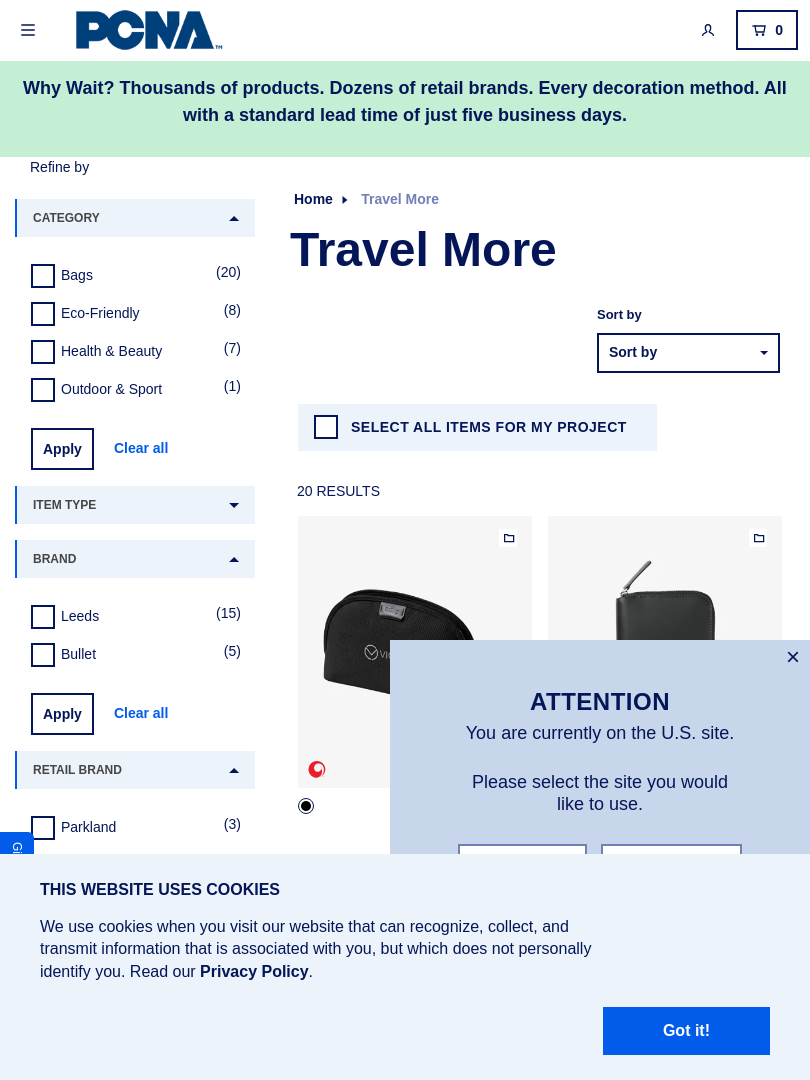 PCNA™
0
Why Wait? Thousands of products. Dozens of retail brands. Every decoration method. All
with a standard lead time of just five business days.
Refine by
CATEGORY
Bags (20)
Eco-Friendly (8)
Health & Beauty (7)
Outdoor & Sport (1)
Apply Clear all
ITEM TYPE
BRAND
Leeds (15)
Bullet (5)
Apply Clear all
RETAIL BRAND
Parkland (3)
Home Travel More
Travel More
Sort by
Sort by
SELECT ALL ITEMS FOR MY PROJECT
20 RESULTS
ATTENTION
You are currently on the U.S. site.
Please select the site you would
like to use.
THIS WEBSITE USES COOKIES
We use cookies when you visit our website that can recognize, collect, and
transmit information that is associated with you, but which does not personally
identify you. Read our Privacy Policy.
Got it!